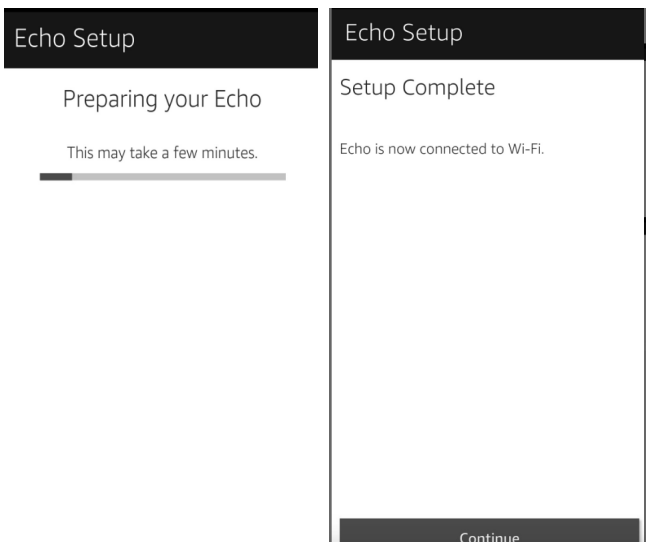 Echo Setup
Preparing your Echo
This may take a few minutes.
Echo Setup
Setup Complete
Echo is now connected to Wi-Fi.
Continue